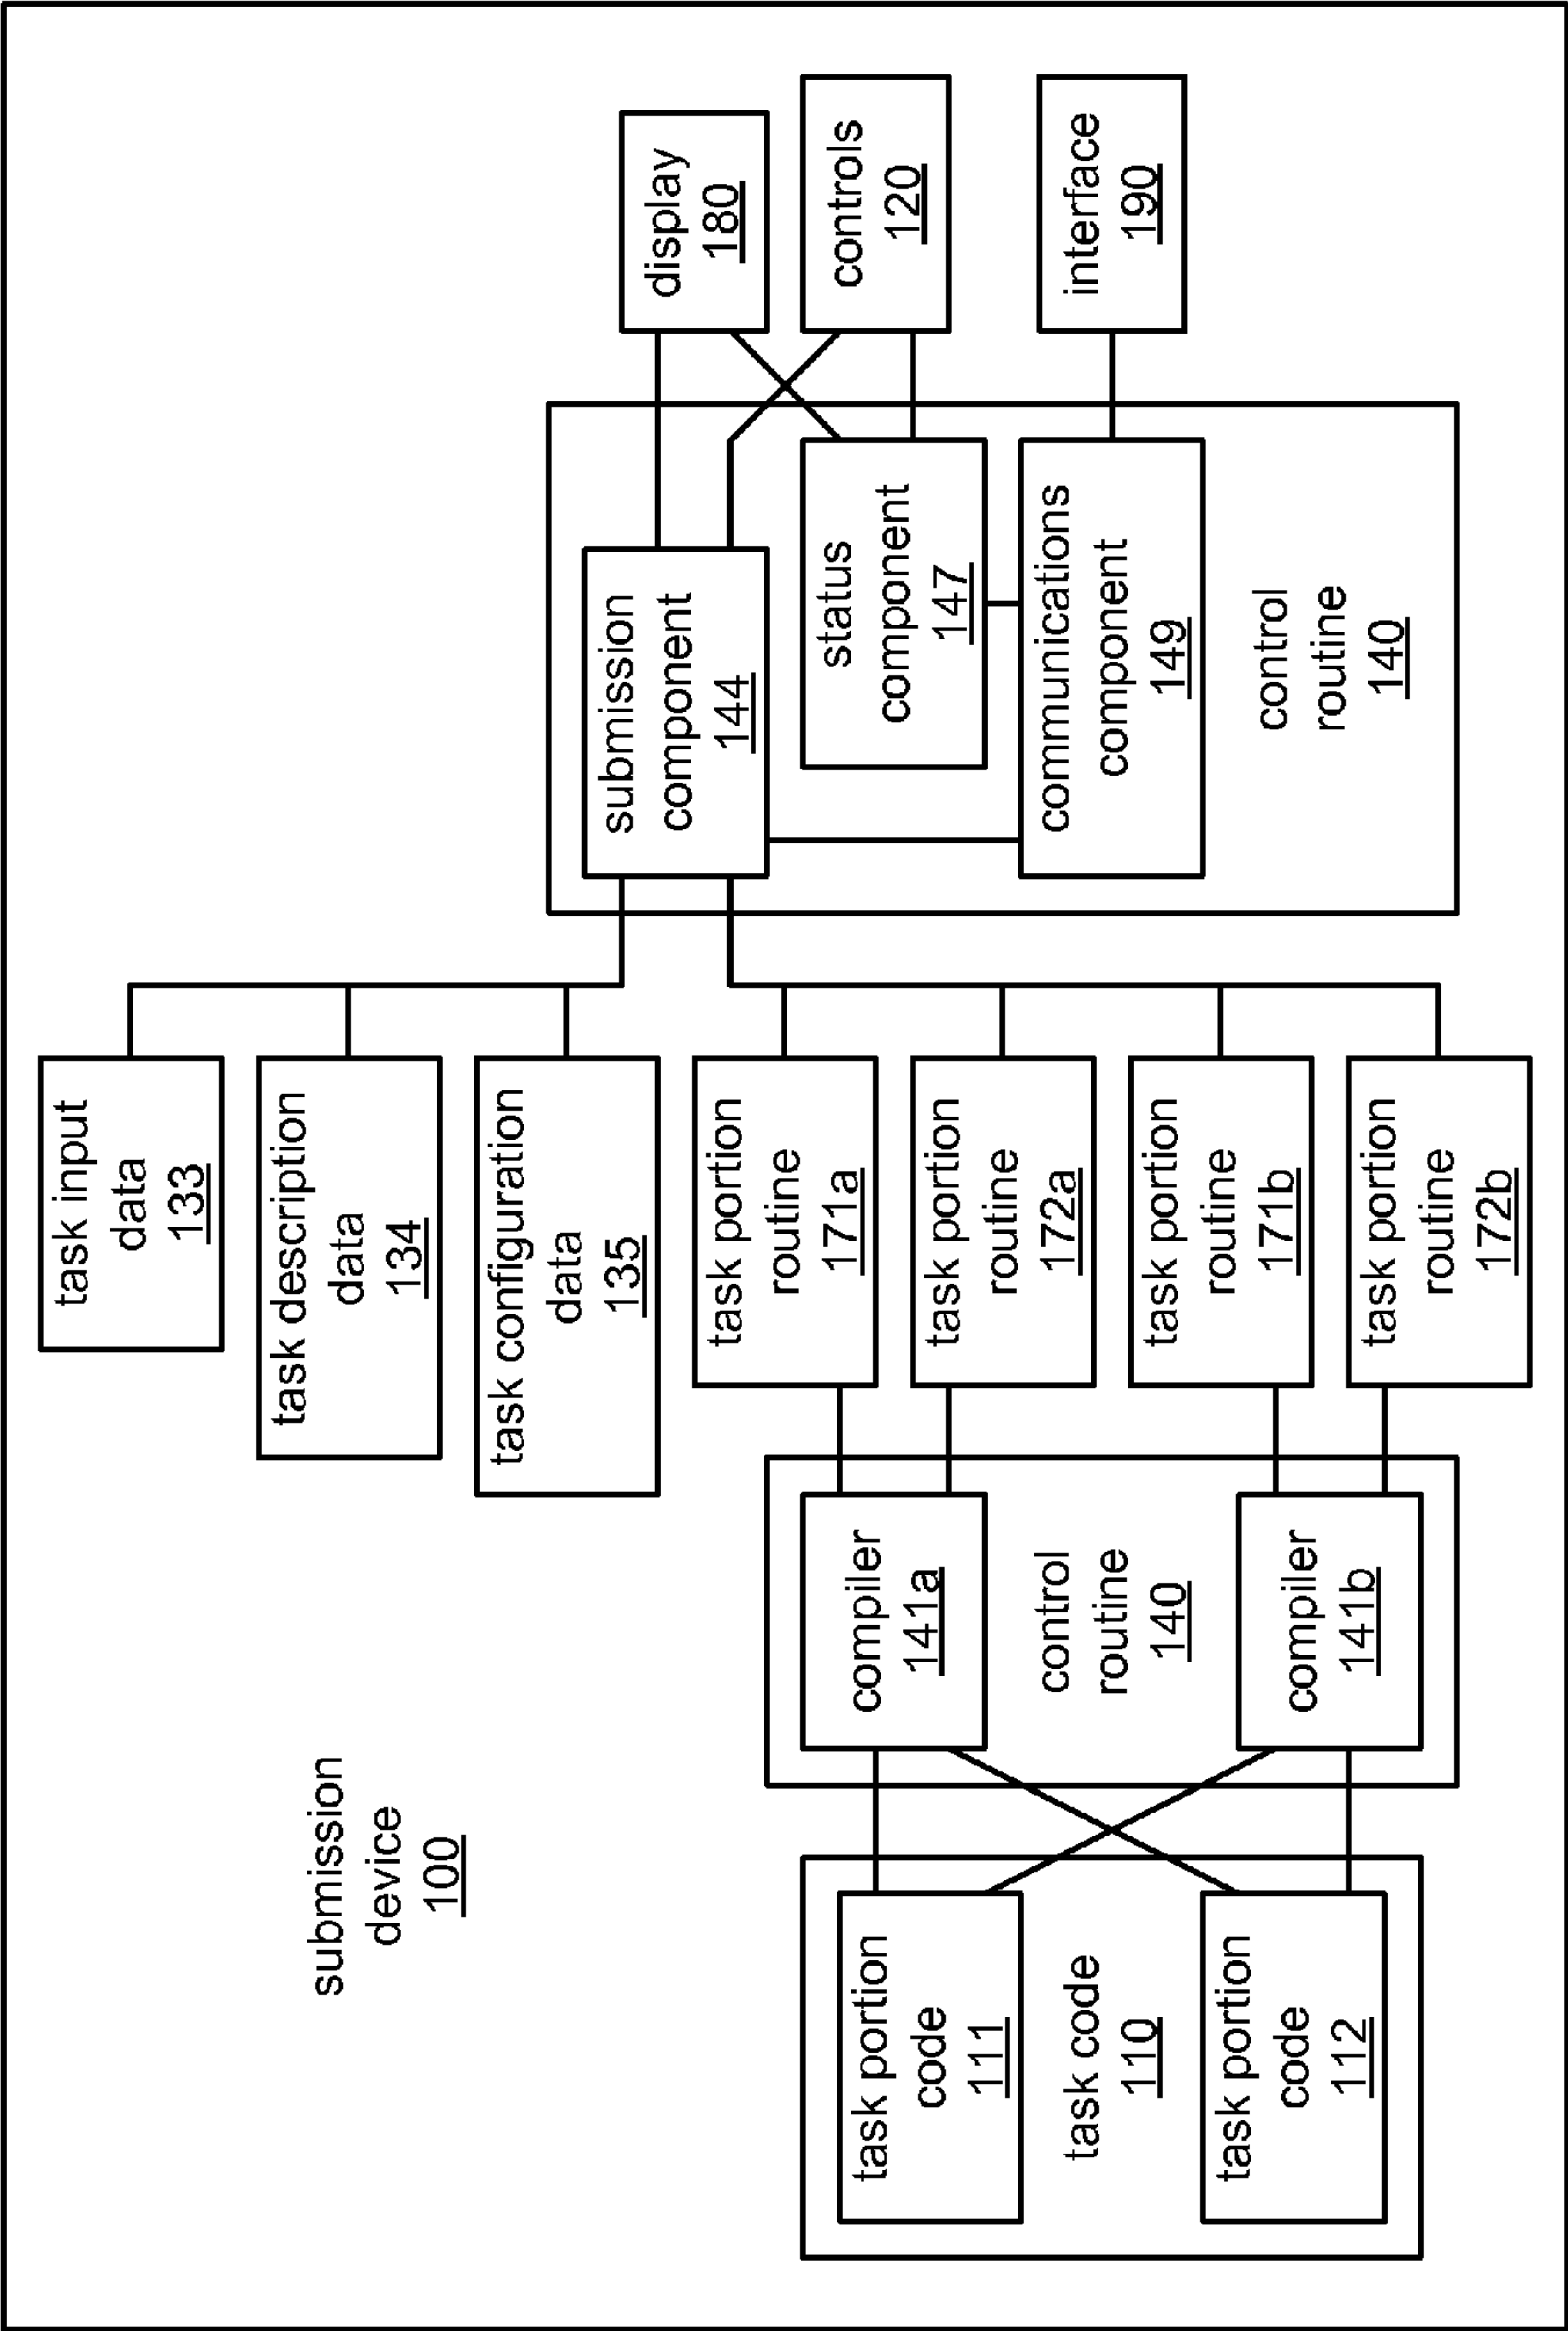 submission
device
100
task portion
code
111
task code
110
task portion
code
112
compiler
141a
control
routine
140
compiler
141b
task input
data
133
task description
data
134
task configuration
data
135
task portion
routine
171a
task portion
routine
172a
task portion
routine
171b
task portion
routine
172b
submission
component
144
status
component
147
communications
component
149
control
routine
140
display
180
controls
120
interface
190